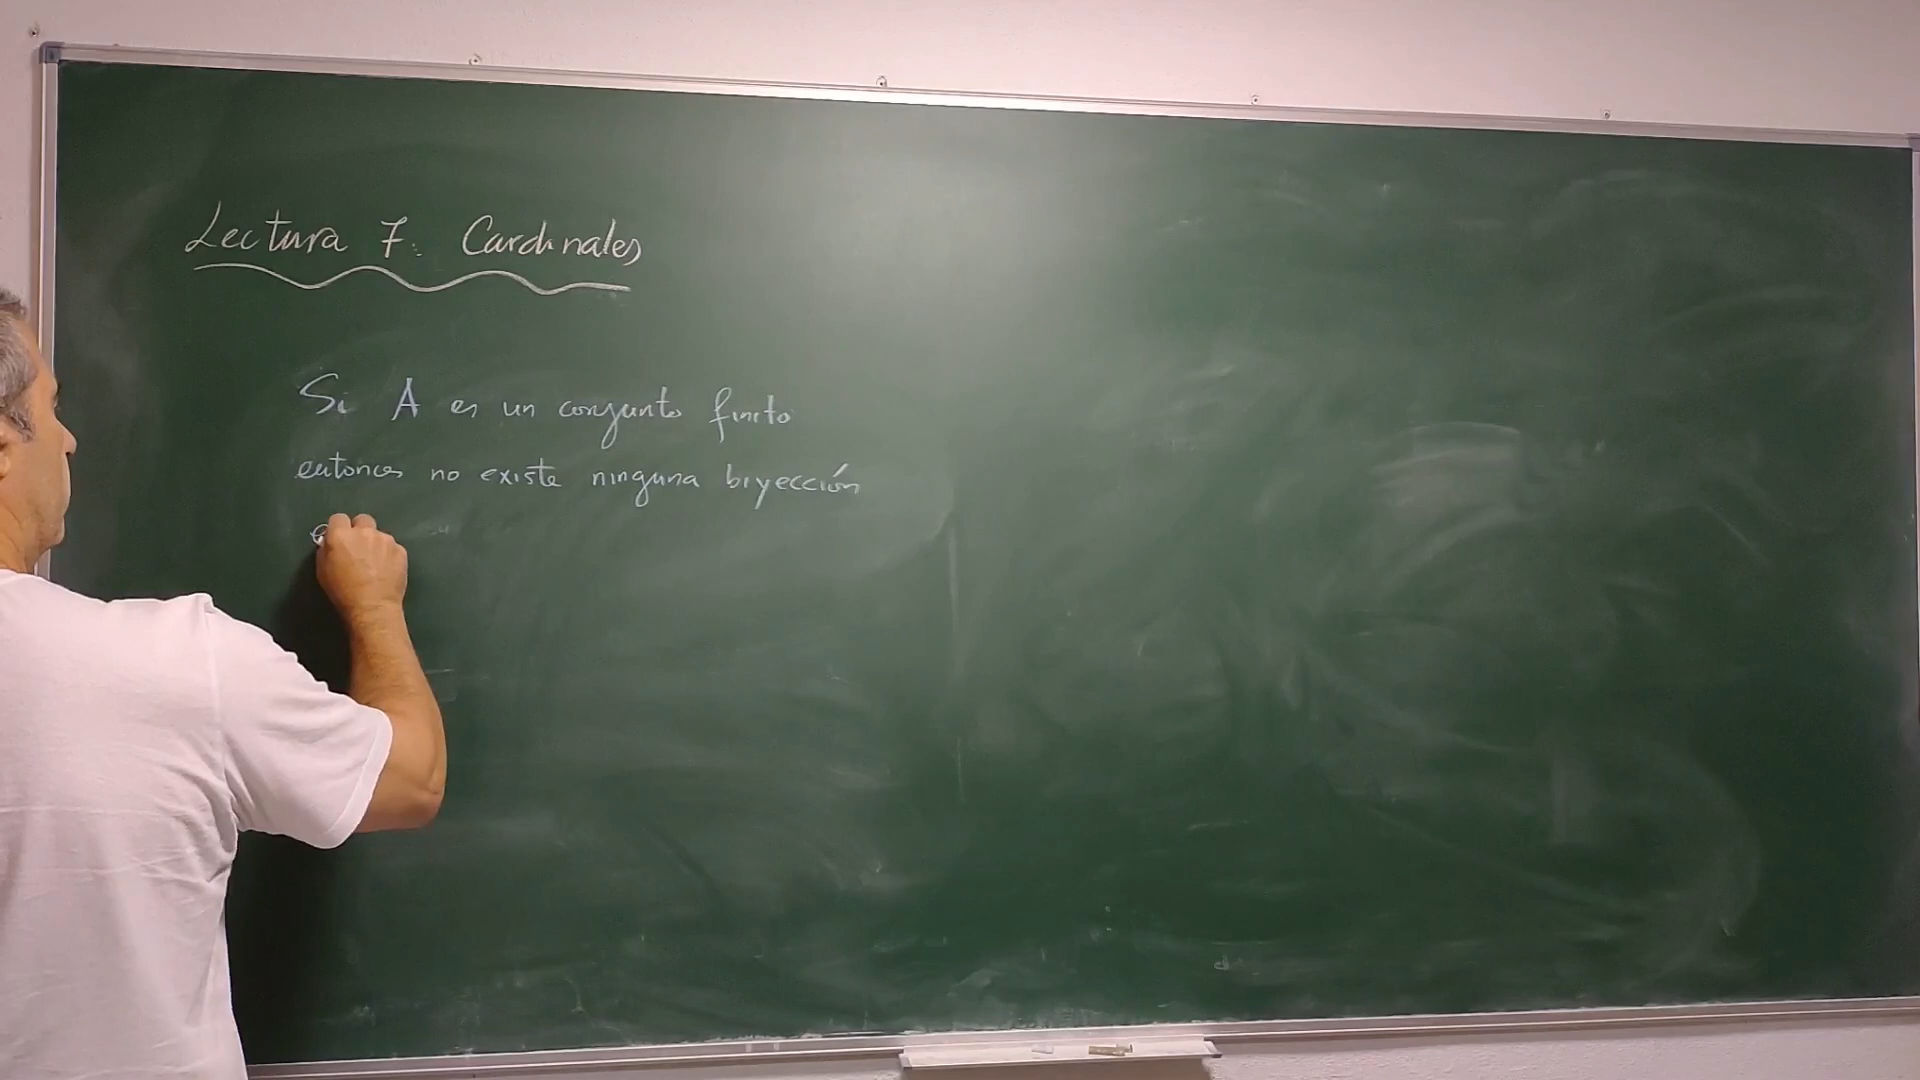 Lectura 7: Cardinales
Si A es un conjunto finito
entonces no existe ninguna biyección
e